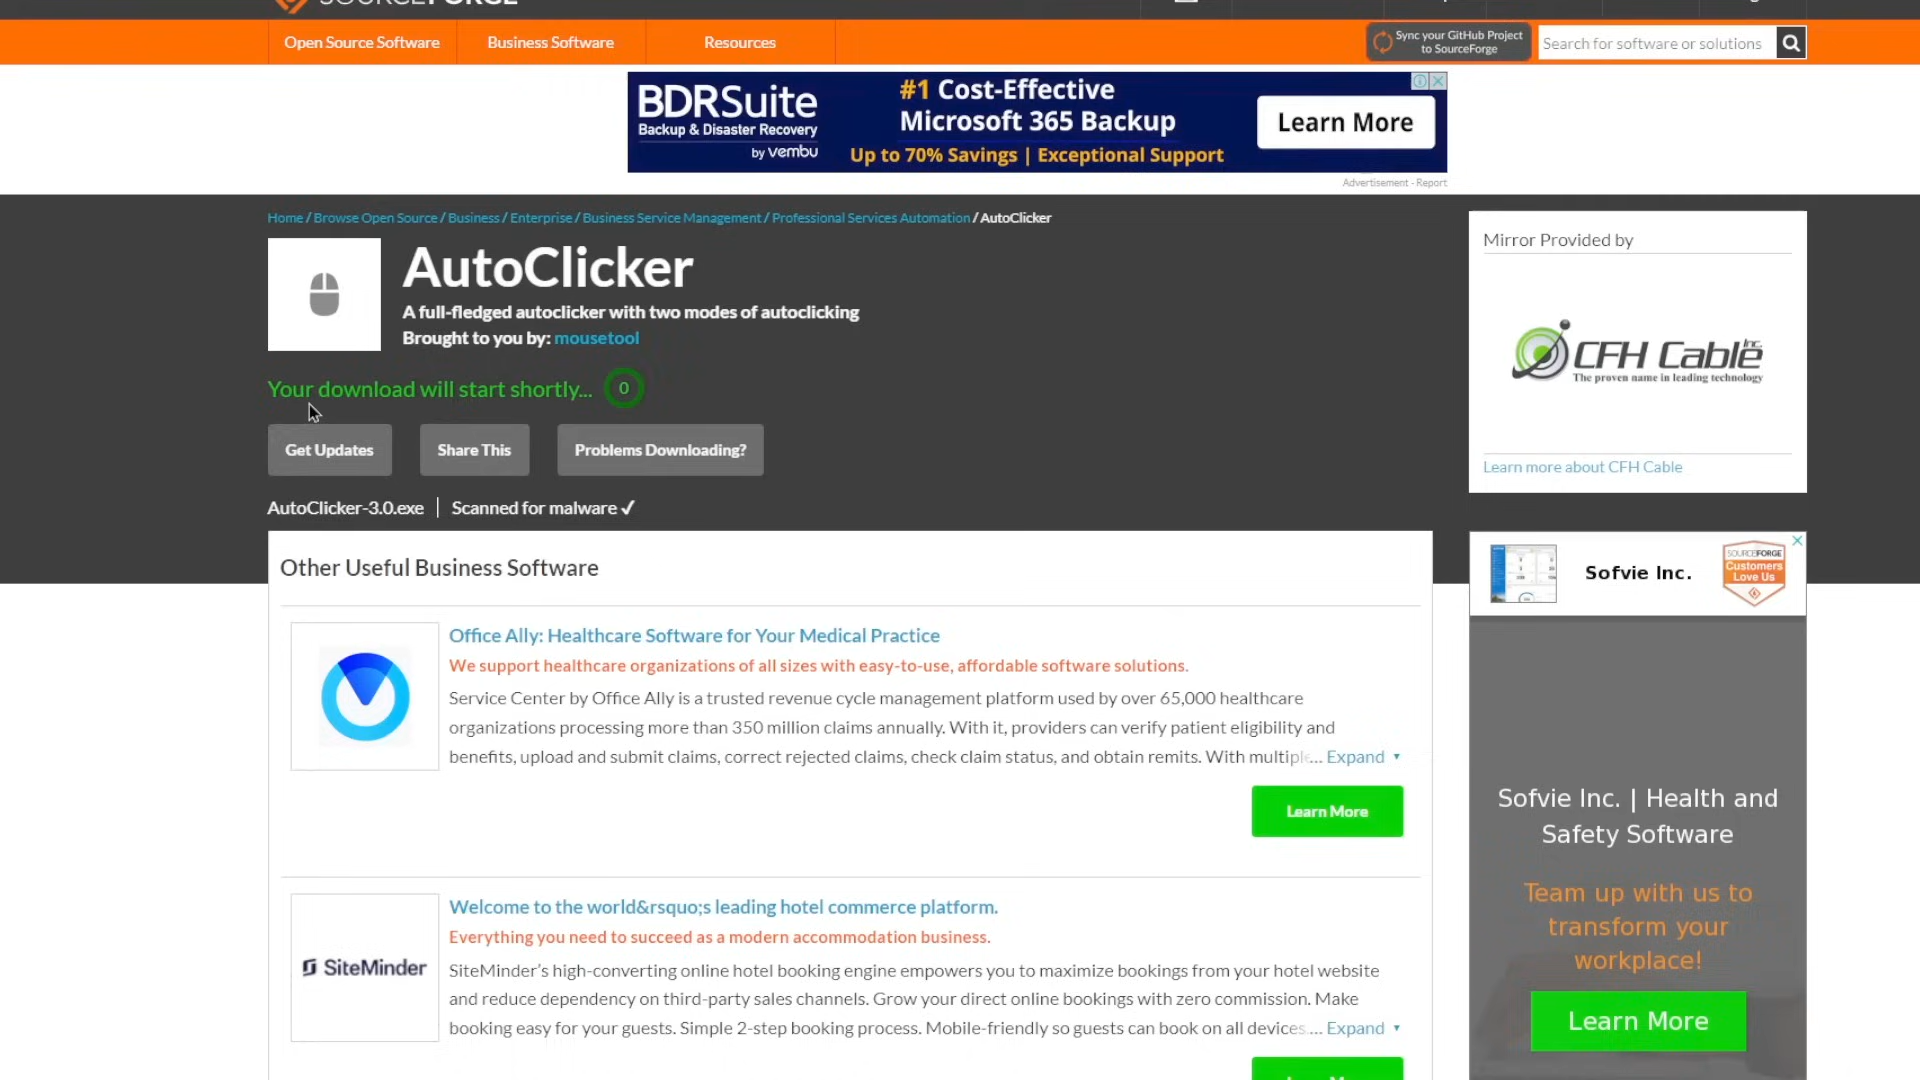 SOURCEFORGE
Open Source Software
Business Software
Resources
Sync your GitHub Project
to SourceForge
Search for software or solutions
BDRSuite
Backup & Disaster Recovery
by vembu
#1 Cost-Effective
Microsoft 365 Backup
Up to 70% Savings | Exceptional Support
Learn More
Advertisement - Report
Home / Browse Open Source / Business / Enterprise / Business Service Management / Professional Services Automation / AutoClicker
AutoClicker
A full-fledged autoclicker with two modes of autoclicking
Brought to you by: mousetool
Your download will start shortly... 0
Get Updates
Share This
Problems Downloading?
AutoClicker-3.0.exe | Scanned for malware ✓
Mirror Provided by
CFH Cable Inc.
The proven name in leading technology
Learn more about CFH Cable
Other Useful Business Software
Office Ally: Healthcare Software for Your Medical Practice
We support healthcare organizations of all sizes with easy-to-use, affordable software solutions.
Service Center by Office Ally is a trusted revenue cycle management platform used by over 65,000 healthcare
organizations processing more than 350 million claims annually. With it, providers can verify patient eligibility and
benefits, upload and submit claims, correct rejected claims, check claim status, and obtain remits. With multiple... Expand
Learn More
Welcome to the world&rsquo;s leading hotel commerce platform.
Everything you need to succeed as a modern accommodation business.
SiteMinder
SiteMinder's high-converting online hotel booking engine empowers you to maximize bookings from your hotel website
and reduce dependency on third-party sales channels. Grow your direct online bookings with zero commission. Make
booking easy for your guests. Simple 2-step booking process. Mobile-friendly so guests can book on all devices.... Expand
Sofvie Inc.
SOURCEFORGE
Customers
Love Us
Sofvie Inc. | Health and
Safety Software
Team up with us to
transform your
workplace!
Learn More